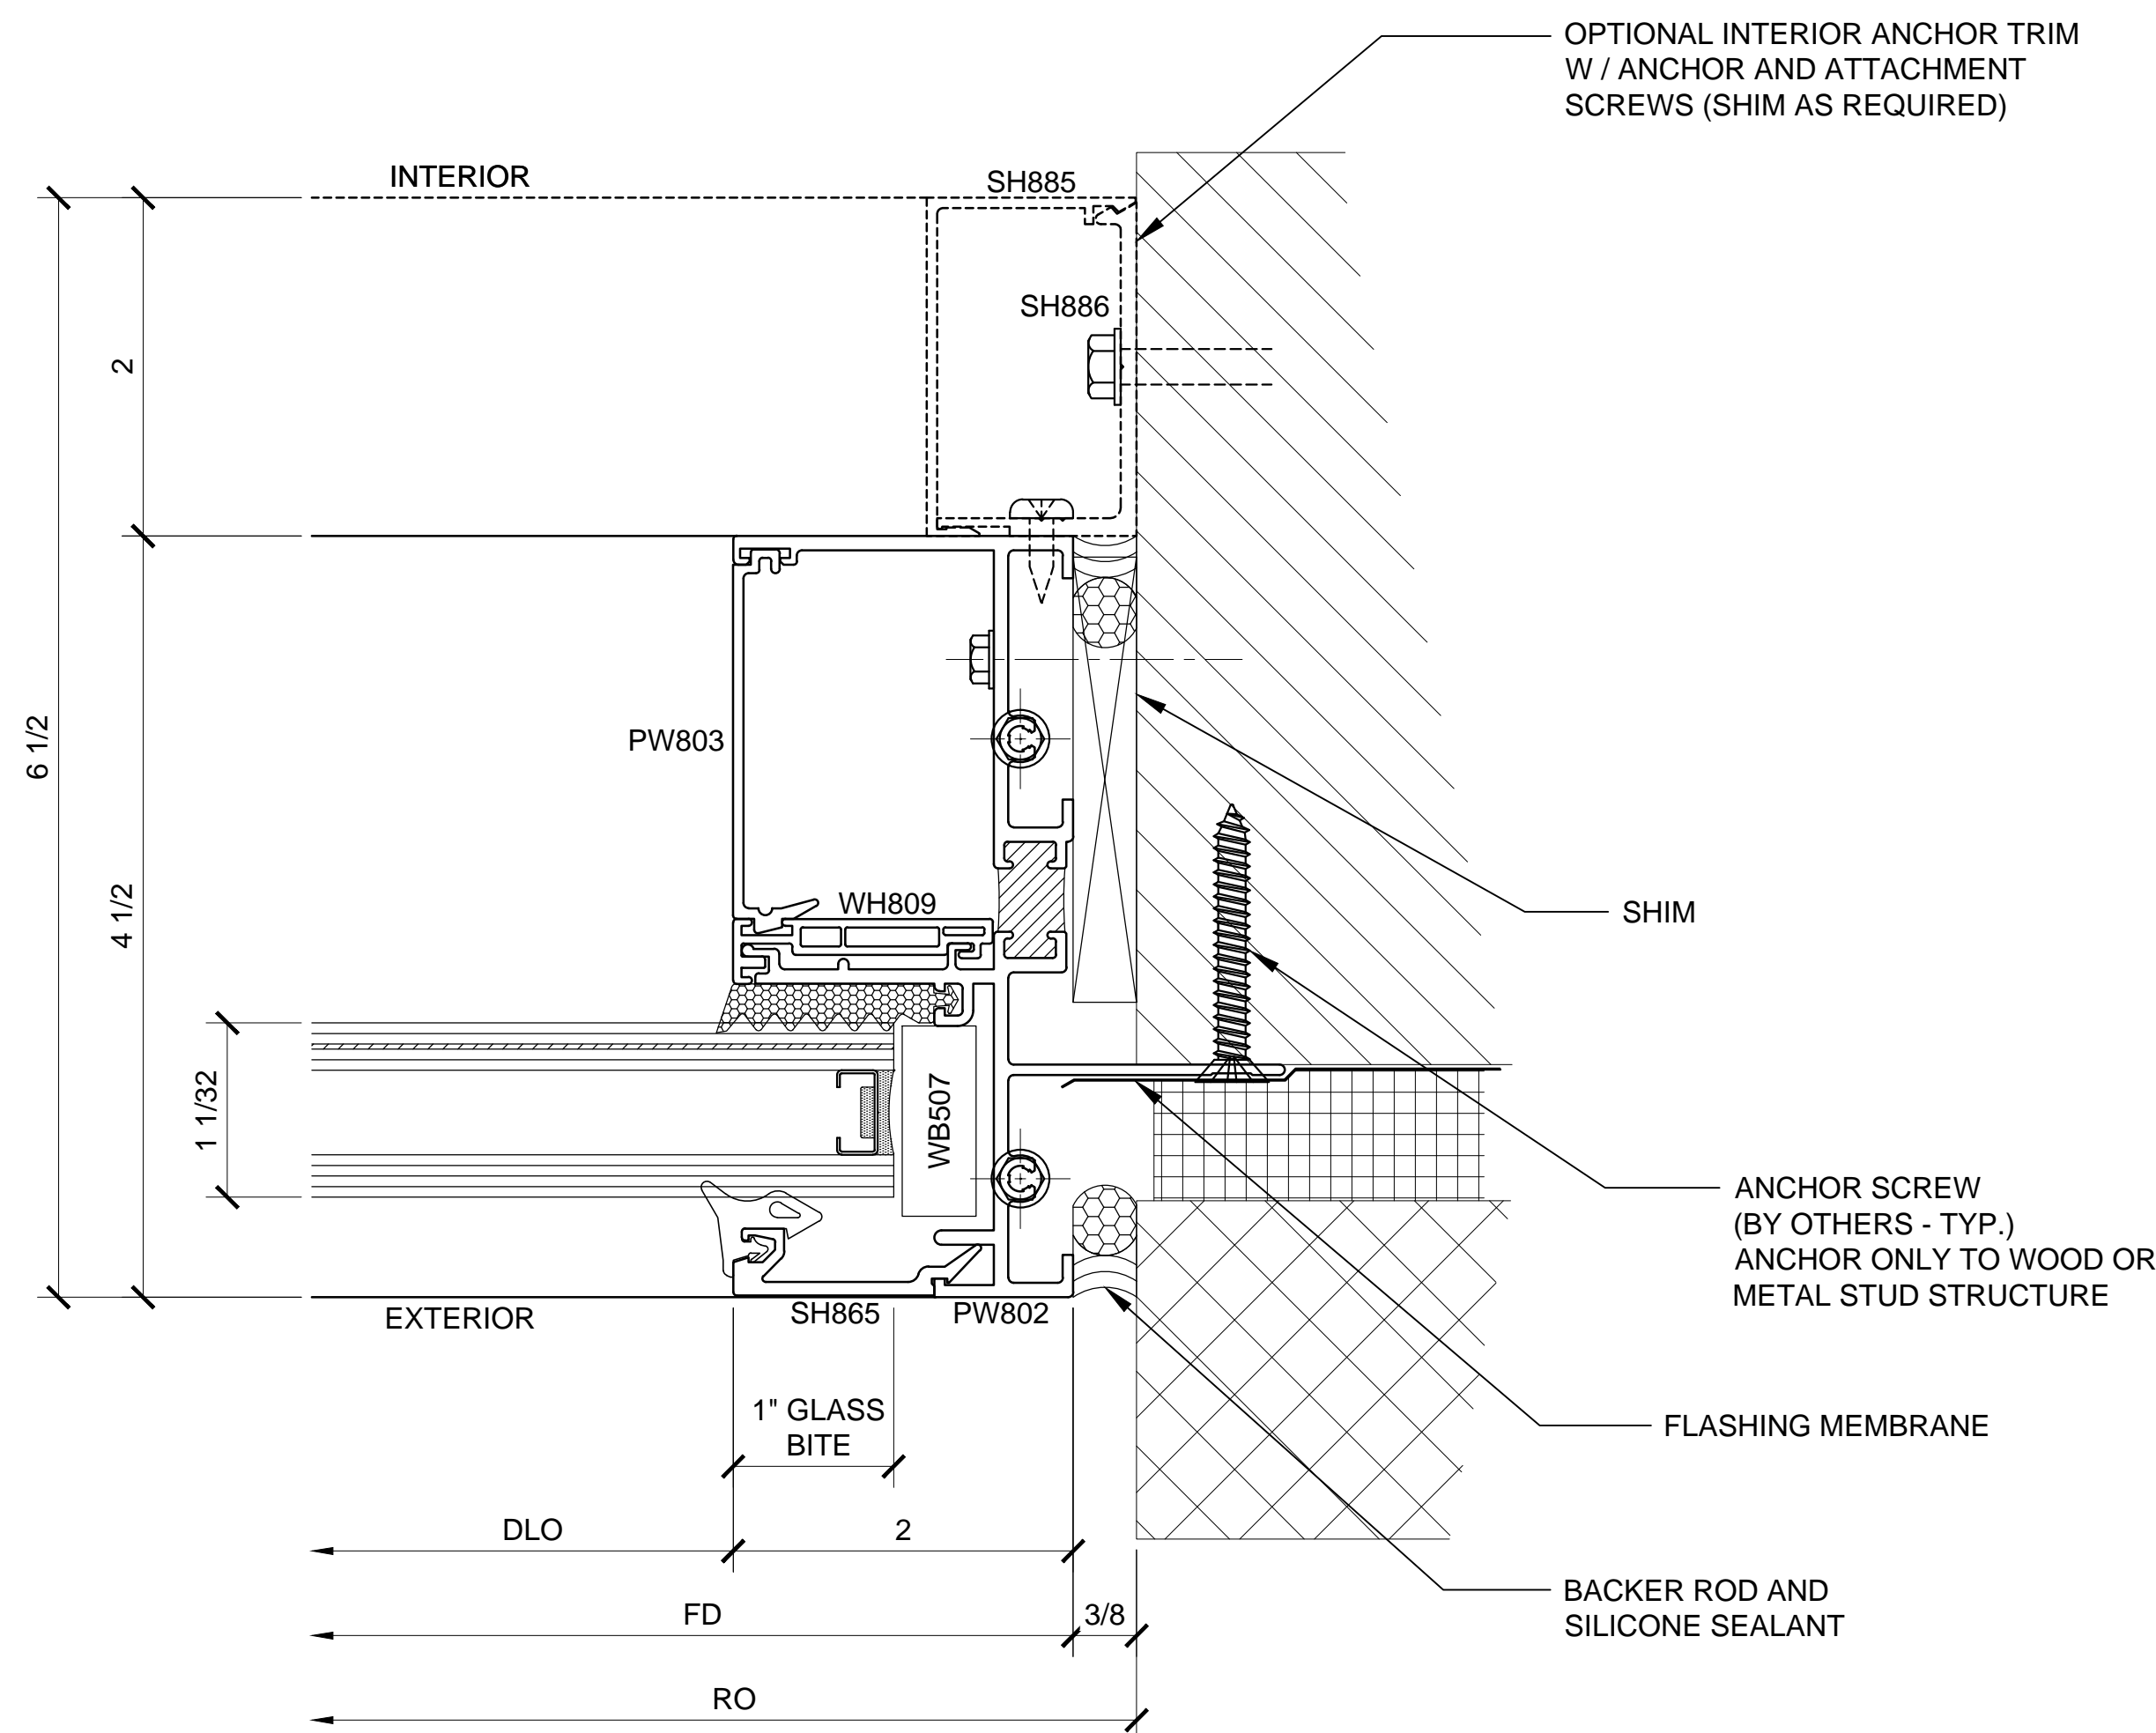 OPTIONAL INTERIOR ANCHOR TRIM
W / ANCHOR AND ATTACHMENT
SCREWS (SHIM AS REQUIRED)
INTERIOR
SH885
SH886
2
6 1/2
PW803
4 1/2
WH809
SHIM
1 1/32
WB507
ANCHOR SCREW
(BY OTHERS - TYP.)
ANCHOR ONLY TO WOOD OR
METAL STUD STRUCTURE
EXTERIOR
SH865
PW802
1" GLASS
BITE
FLASHING MEMBRANE
DLO
2
BACKER ROD AND
SILICONE SEALANT
FD
3/8
RO